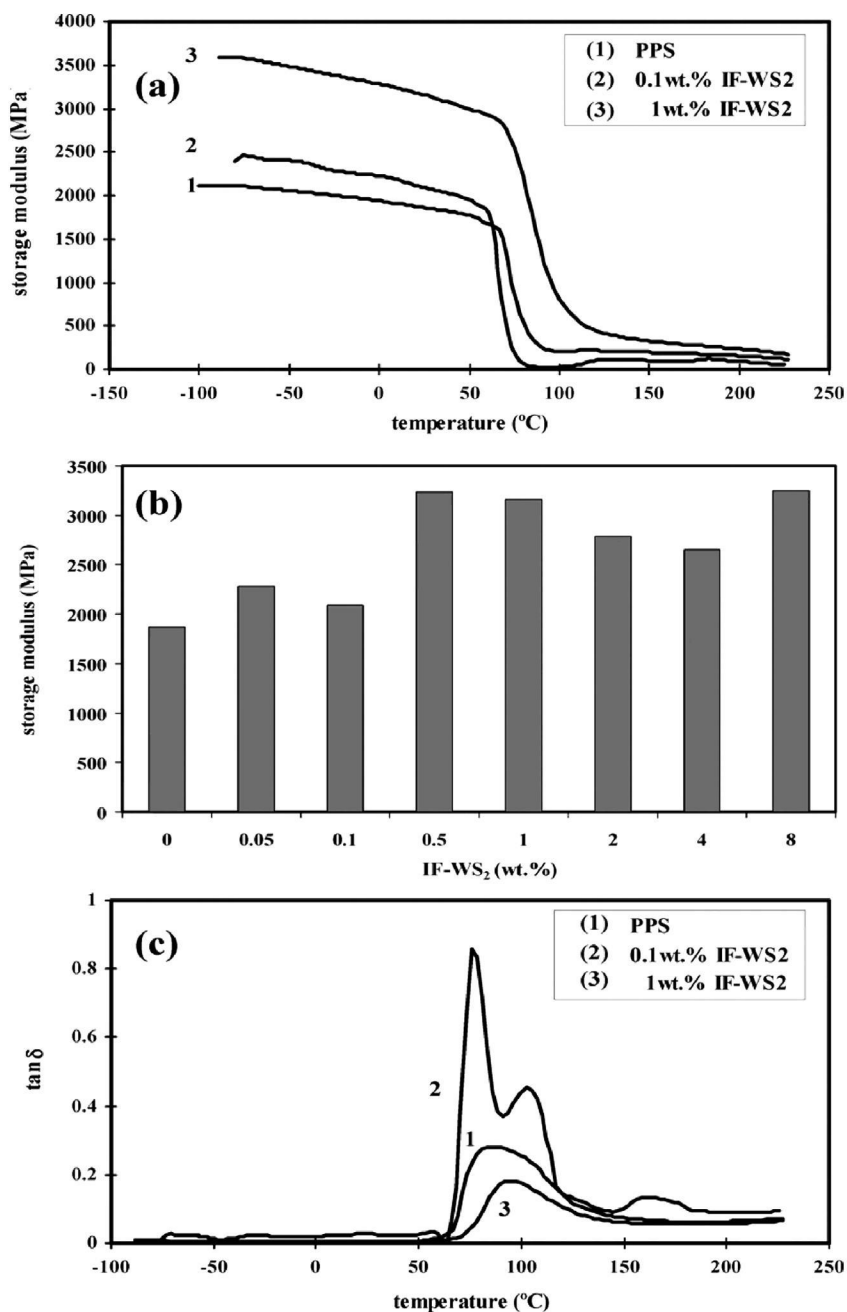 (a)
storage modulus (MPa)
4000
3500
3000
2500
2000
1500
1000
500
0
3
2
1
(1) PPS
(2) 0.1wt.% IF-WS2
(3) 1wt.% IF-WS2
-150 -100 -50 0 50 100 150 200 250
temperature (ºC)
(b)
storage modulus (MPa)
3500
3000
2500
2000
1500
1000
500
0
0 0.05 0.1 0.5 1 2 4 8
IF-WS₂ (wt.%)
(c)
tanδ
1
0.8
0.6
0.4
0.2
0
(1) PPS
(2) 0.1wt.% IF-WS2
(3) 1wt.% IF-WS2
2
1
3
-100 -50 0 50 100 150 200 250
temperature (ºC)